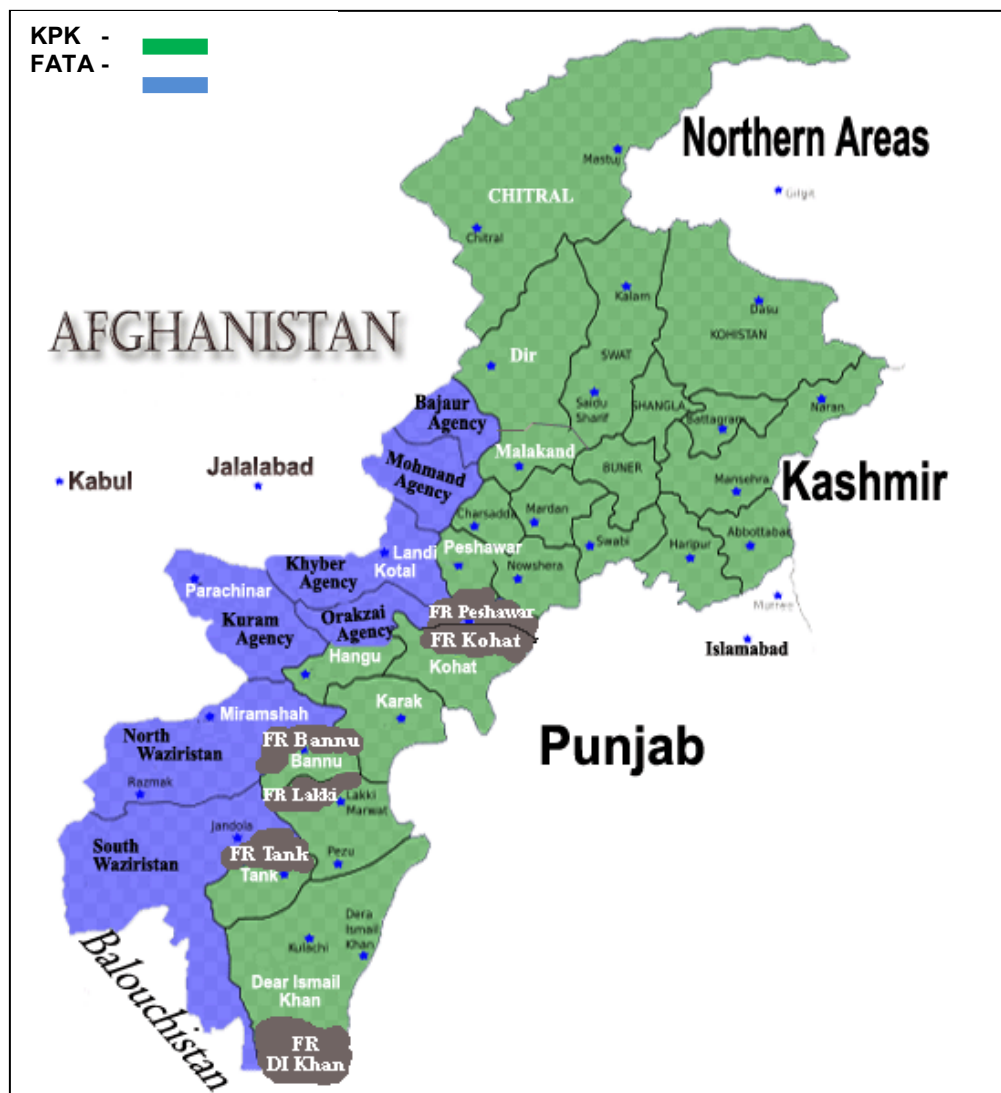 KPK -
FATA -
Northern Areas
Mastuj
Gilgit
CHITRAL
Chitral
Kalam
Dasu
KOHISTAN
AFGHANISTAN
Dir
SWAT
Bajaur
Agency
Saidu
Sharif
SHANGLA
Naran
Battagram
Malakand
Kabul
Jalalabad
Mohmand
Agency
BUNER
Mansehra
Kashmir
Charsadda
Mardan
Swabi
Abbottabad
Haripur
Peshawar
Nowshera
Landi
Kotal
Khyber
Agency
Parachinar
Murree
Kuram
Agency
Orakzai
Agency
FR Peshawar
FR Kohat
Islamabad
Hangu
Kohat
Karak
Miramshah
North
Waziristan
FR Bannu
Bannu
Punjab
Razmak
FR Lakki
Lakki
Marwat
Jandola
South
Waziristan
FR Tank
Tank
Pezu
Dera
Ismail
Khan
Kulachi
Balouchistan
Dear Ismail
Khan
FR
DI Khan